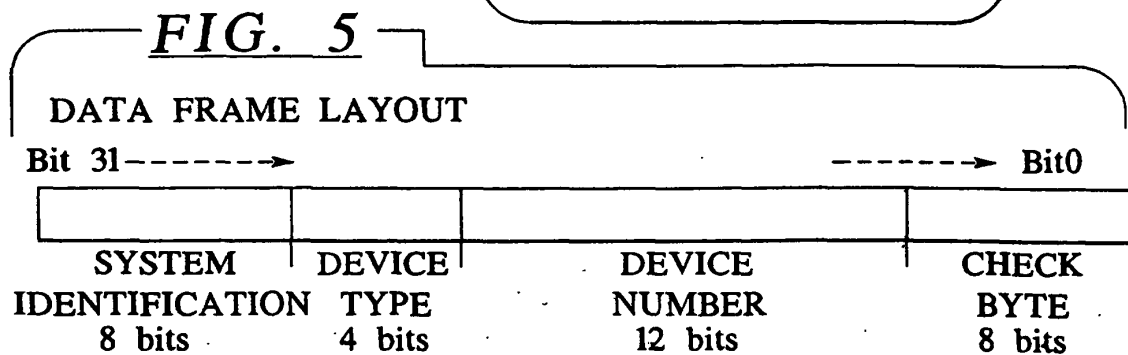 FIG. 5
DATA FRAME LAYOUT
Bit 31 Bit0
SYSTEM IDENTIFICATION 8 bits
DEVICE TYPE 4 bits
DEVICE NUMBER 12 bits
CHECK BYTE 8 bits